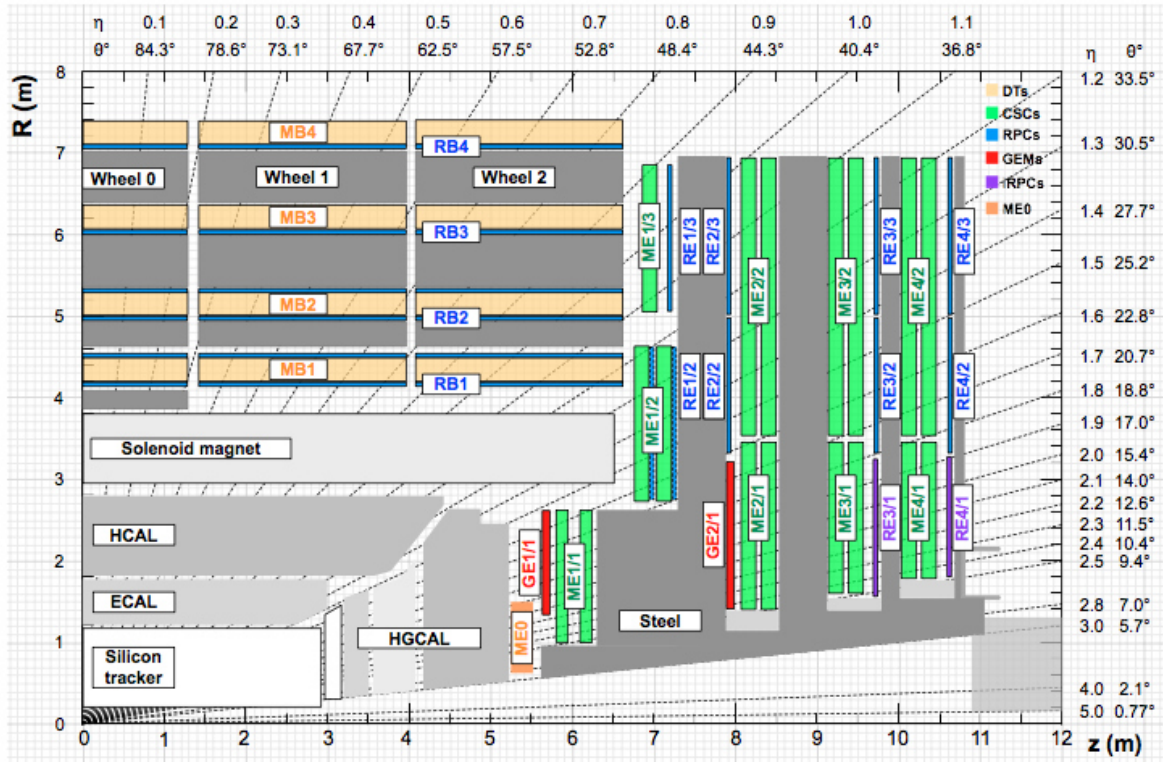 η 0.1 0.2 0.3 0.4 0.5 0.6 0.7 0.8 0.9 1.0 1.1
θ° 84.3° 78.6° 73.1° 67.7° 62.5° 57.5° 52.8° 48.4° 44.3° 40.4° 36.8° η θ°
R (m)
8
7
6
5
4
3
2
1
0
1.2 33.5°
1.3 30.5°
1.4 27.7°
1.5 25.2°
1.6 22.8°
1.7 20.7°
1.8 18.8°
1.9 17.0°
2.0 15.4°
2.1 14.0°
2.2 12.6°
2.3 11.5°
2.4 10.4°
2.5 9.4°
2.8 7.0°
3.0 5.7°
4.0 2.1°
5.0 0.77°
DTs
CSCs
RPCs
GEMs
iRPCs
ME0
MB4
RB4
Wheel 0
Wheel 1
Wheel 2
MB3
RB3
MB2
RB2
MB1
RB1
Solenoid magnet
HCAL
ECAL
HGCAL
Silicon
tracker
Steel
ME0
GE1/1
ME1/1
ME1/2
ME1/3
RE1/3
RE2/3
RE1/2
RE2/2
GE2/1
ME2/1
ME2/2
ME3/2
ME3/1
RE3/3
RE3/2
RE3/1
ME4/2
ME4/1
RE4/3
RE4/2
RE4/1
0 1 2 3 4 5 6 7 8 9 10 11 12
z (m)